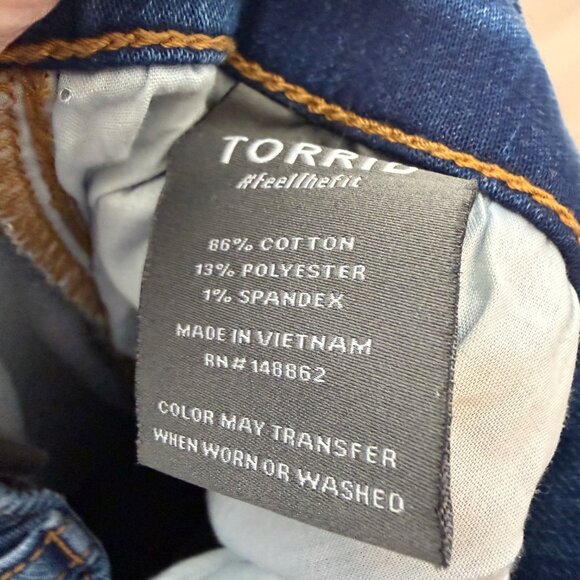 TORRID
#FeelTheFit
86% COTTON
13% POLYESTER
1% SPANDEX
MADE IN VIETNAM
RN# 148862
COLOR MAY TRANSFER
WHEN WORN OR WASHED